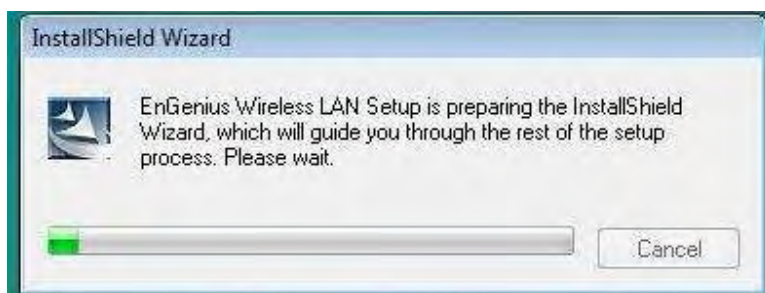 InstallShield Wizard
EnGenius Wireless LAN Setup is preparing the InstallShield
Wizard, which will guide you through the rest of the setup
process. Please wait.
Cancel